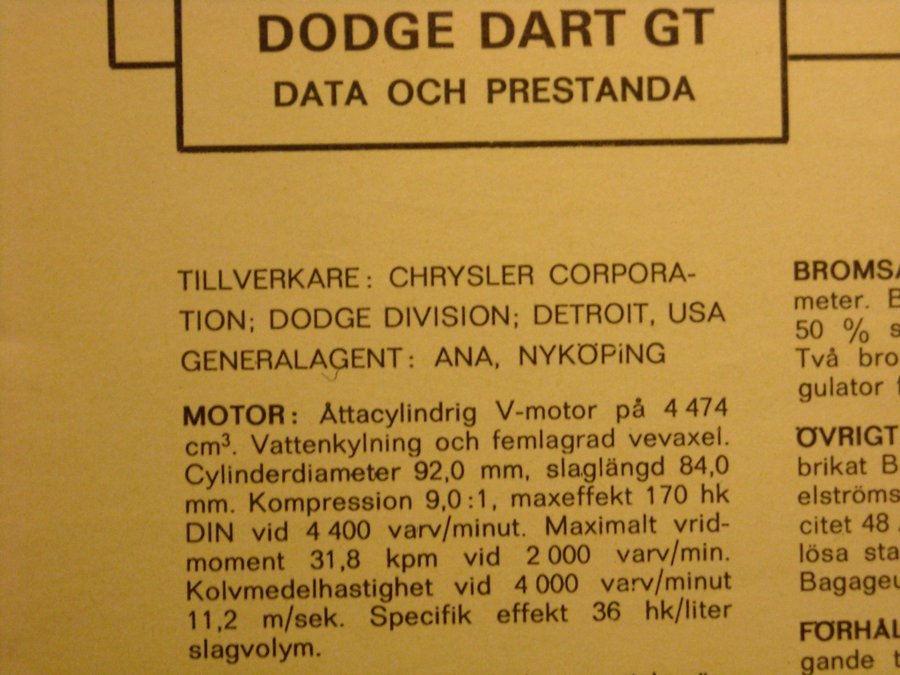 DODGE DART GT
DATA OCH PRESTANDA
TILLVERKARE: CHRYSLER CORPORA-
TION; DODGE DIVISION; DETROIT, USA
GENERALAGENT: ANA, NYKÖPiNG
MOTOR: Åttacylindrig V-motor på 4 474
cm³. Vattenkylning och femlagrad vevaxel.
Cylinderdiameter 92,0 mm, slaglängd 84,0
mm. Kompression 9,0:1, maxeffekt 170 hk
DIN vid 4 400 varv/minut. Maximalt vrid-
moment 31,8 kpm vid 2 000 varv/min.
Kolvmedelhastighet vid 4 000 varv/minut
11,2 m/sek. Specifik effekt 36 hk/liter
slagvolym.
BROMSA
meter. B
50 % s
Två bro
gulator f
ÖVRIGT
brikat B
elströms
citet 48
lösa sta
Bagageu
FÖRHÅL
gande t